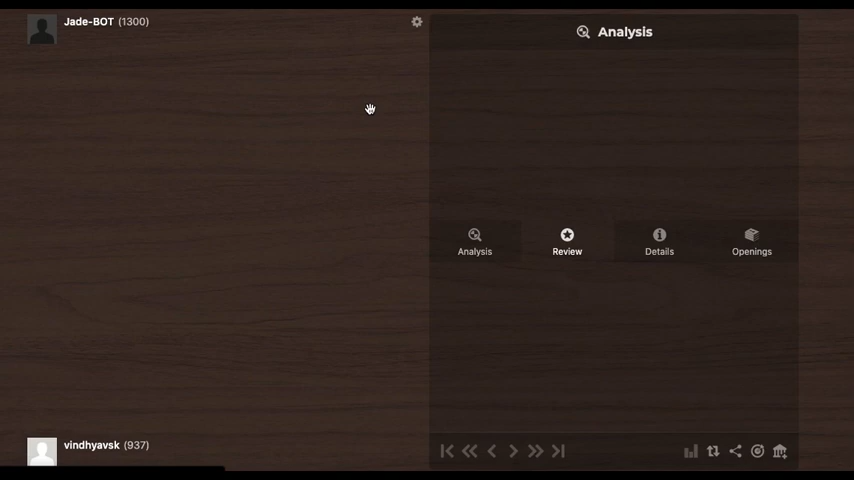 Jade-BOT (1300)
Analysis
Analysis
Review
Details
Openings
vindhyavsk (937)